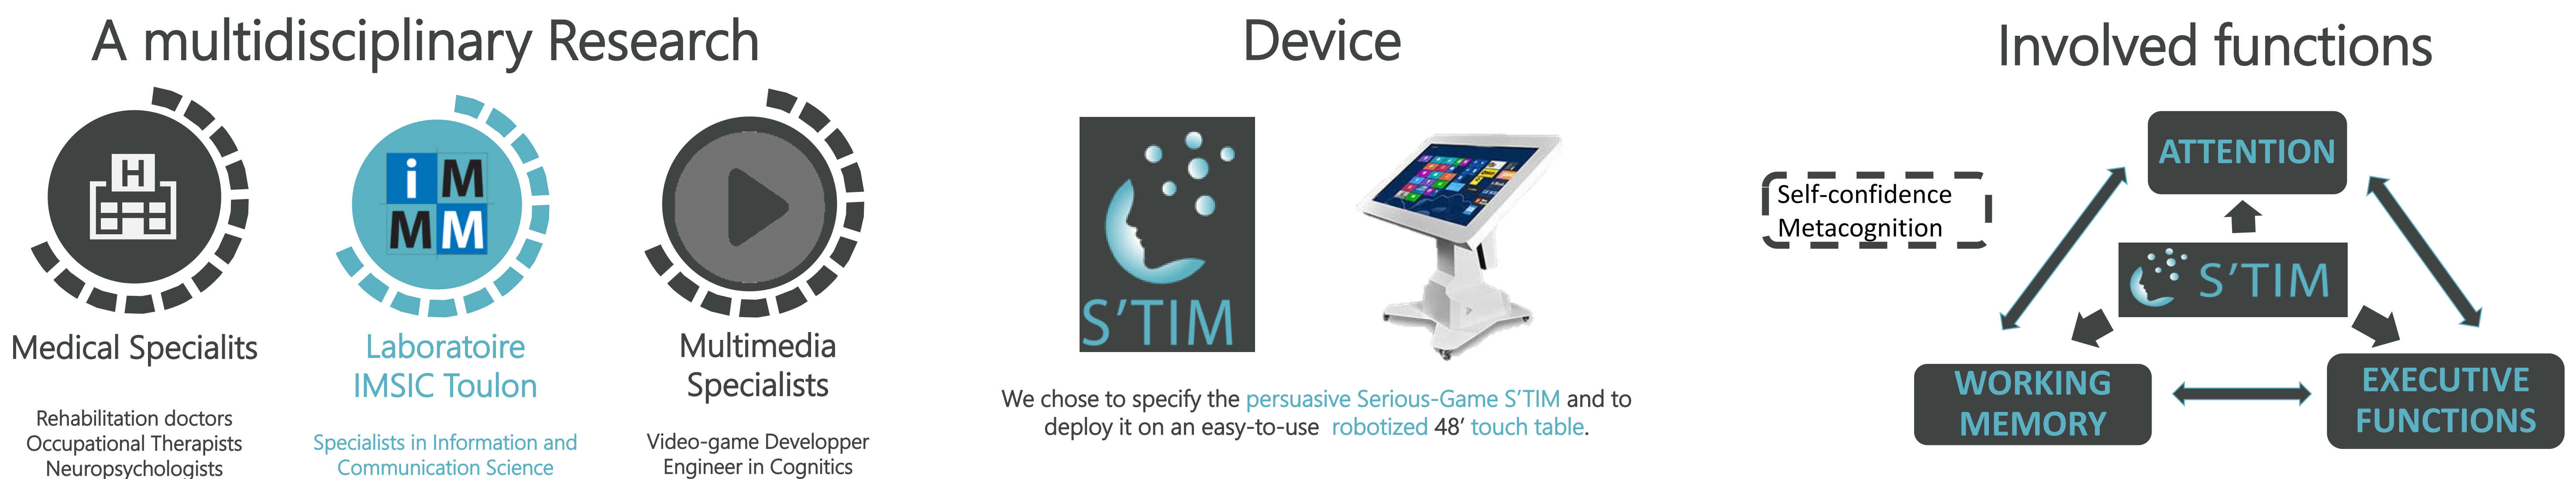 A multidisciplinary Research
H
Medical Specialits
Rehabilitation doctors
Occupational Therapists
Neuropsychologists
i M
M M
Laboratoire
IMSIC Toulon
Specialists in Information and
Communication Science
Multimedia
Specialists
Video-game Developper
Engineer in Cognitics
Device
S'TIM
We chose to specify the persuasive Serious-Game S'TIM and to
deploy it on an easy-to-use robotized 48' touch table.
Involved functions
Self-confidence
Metacognition
ATTENTION
S'TIM
WORKING
MEMORY
EXECUTIVE
FUNCTIONS